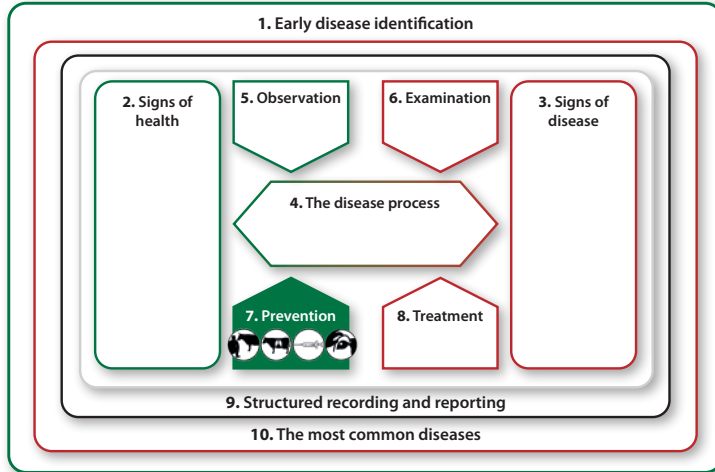 1. Early disease identification
2. Signs of
health
5. Observation
6. Examination
3. Signs of
disease
4. The disease process
7. Prevention
8. Treatment
9. Structured recording and reporting
10. The most common diseases